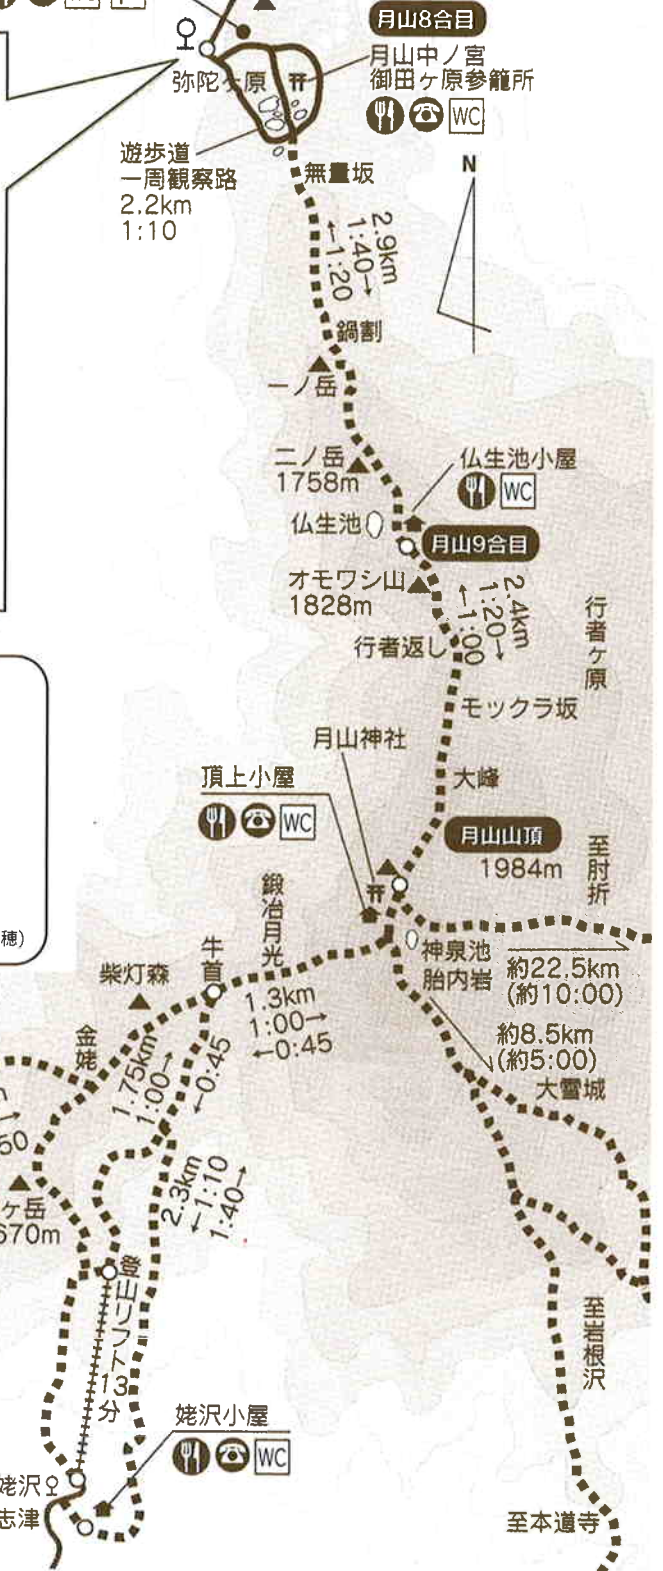 月山8合目
月山中ノ宮
御田ヶ原参籠所
WC
弥陀ヶ原
遊歩道
一周観察路
2.2km
1:10
無量坂
N
2.9km
1:40→
←1:20
鍋割
一ノ岳
二ノ岳
1758m
仏生池小屋
WC
仏生池
月山9合目
オモワシ山
1828m
2.4km
1:20→
←1:00
行者ヶ原
行者返し
モックラ坂
月山神社
大峰
頂上小屋
WC
月山山頂
1984m
至肘折
鍛冶月光
穂)
牛首
柴灯森
神泉池
胎内岩
約22.5km
(約10:00)
1.3km
1:00→
←0:45
約8.5km
(約5:00)
大雪城
金姥
1.75km
1:00→
←0:45
50
2.3km
←1:10
1:40→
ヶ岳
670m
登山リフト13分
至岩根沢
姥沢小屋
WC
姥沢
志津
至本道寺